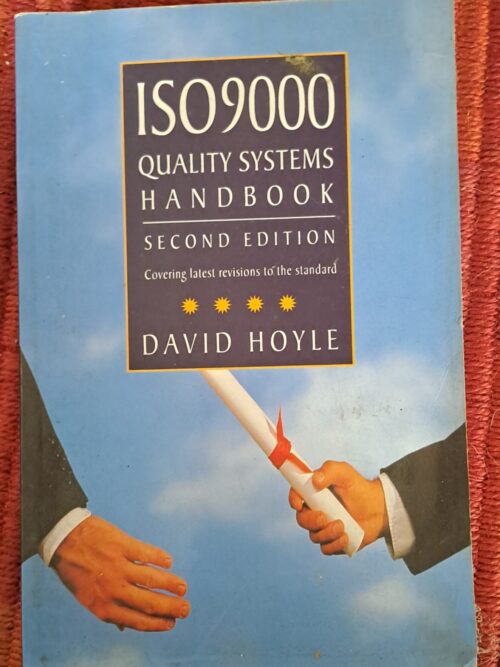 ISO9000
QUALITY SYSTEMS
HANDBOOK
SECOND EDITION
Covering latest revisions to the standard
DAVID HOYLE